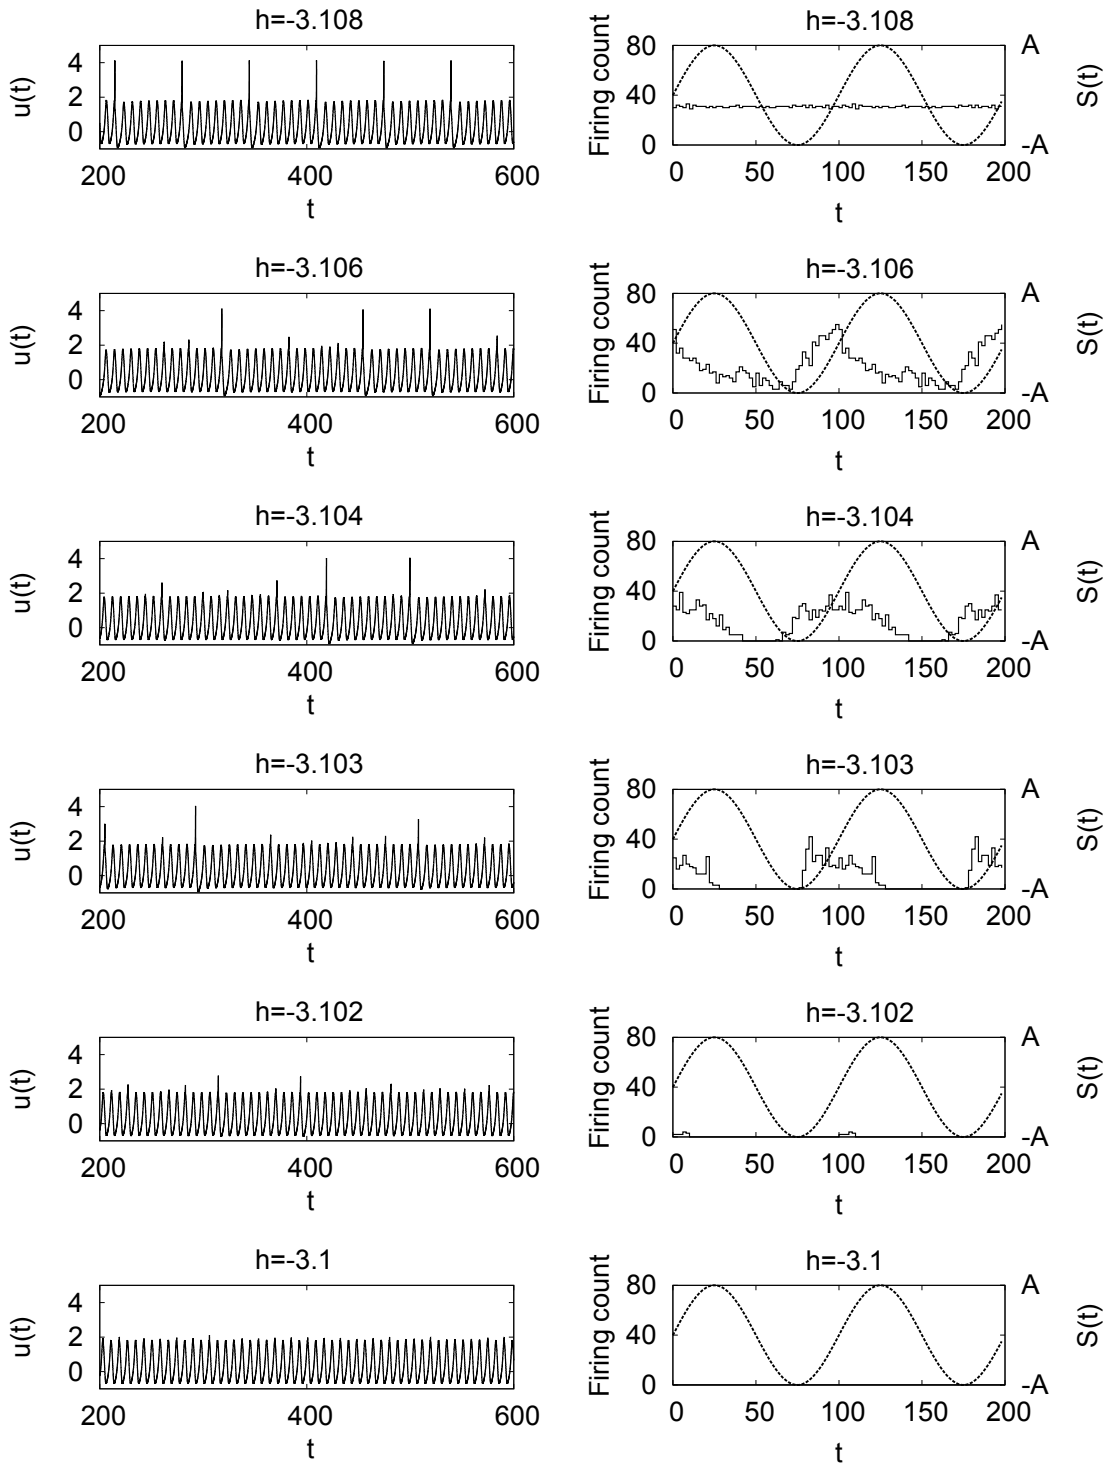 h=-3.108 h=-3.108
u(t) 4 2 0 200 400 600 t
Firing count 80 40 0 0 50 100 150 200 t A -A S(t)
h=-3.106 h=-3.106
u(t) 4 2 0 200 400 600 t
Firing count 80 40 0 0 50 100 150 200 t A -A S(t)
h=-3.104 h=-3.104
u(t) 4 2 0 200 400 600 t
Firing count 80 40 0 0 50 100 150 200 t A -A S(t)
h=-3.103 h=-3.103
u(t) 4 2 0 200 400 600 t
Firing count 80 40 0 0 50 100 150 200 t A -A S(t)
h=-3.102 h=-3.102
u(t) 4 2 0 200 400 600 t
Firing count 80 40 0 0 50 100 150 200 t A -A S(t)
h=-3.1 h=-3.1
u(t) 4 2 0 200 400 600 t
Firing count 80 40 0 0 50 100 150 200 t A -A S(t)